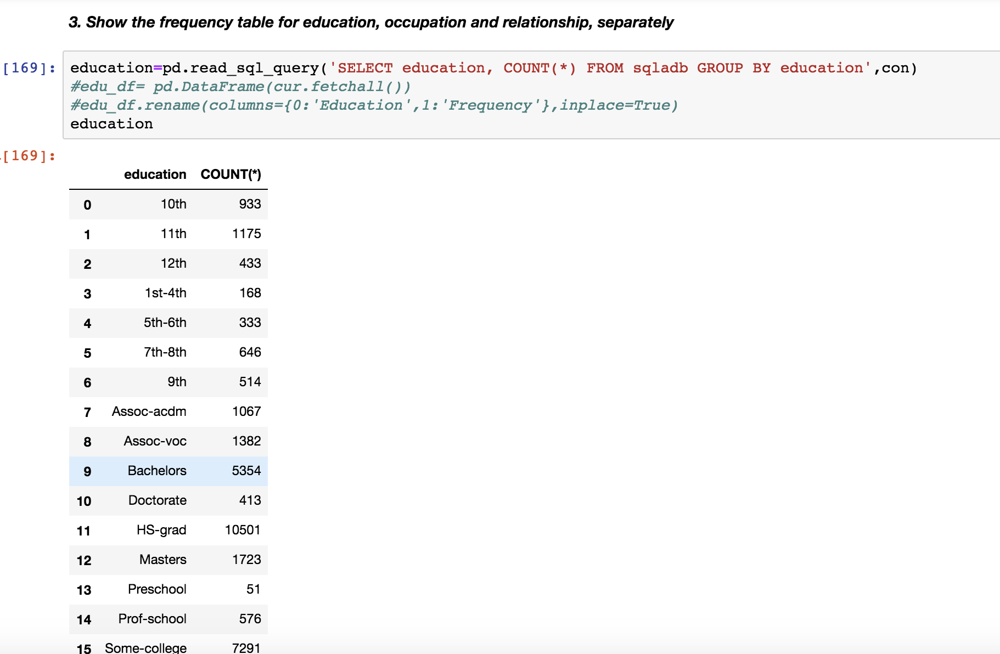 3. Show the frequency table for education, occupation and relationship, separately
[169]: education=pd.read_sql_query('SELECT education, COUNT(*) FROM sqladb GROUP BY education',con)
#edu_df= pd.DataFrame(cur.fetchall())
#edu_df.rename(columns={0:'Education',1:'Frequency'},inplace=True)
education
[169]:
education COUNT(*)
0 10th 933
1 11th 1175
2 12th 433
3 1st-4th 168
4 5th-6th 333
5 7th-8th 646
6 9th 514
7 Assoc-acdm 1067
8 Assoc-voc 1382
9 Bachelors 5354
10 Doctorate 413
11 HS-grad 10501
12 Masters 1723
13 Preschool 51
14 Prof-school 576
15 Some-college 7291